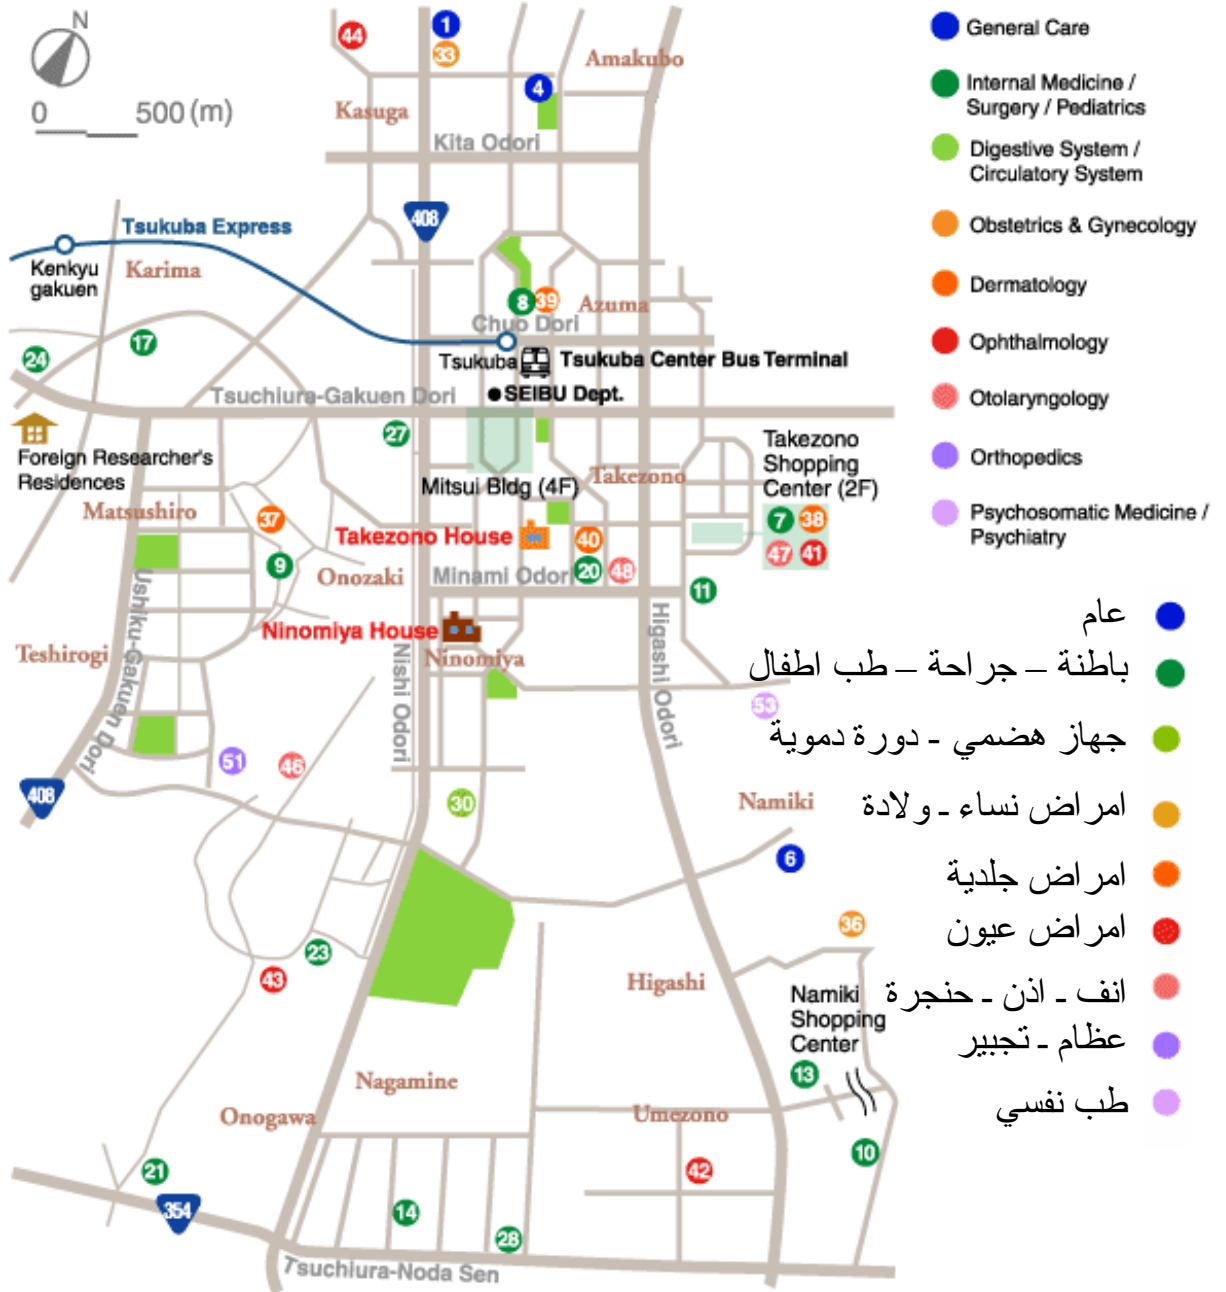 N
0 500 (m)
44
1
33
Amakubo
4
Kasuga
Kita Odori
408
Tsukuba Express
Kenkyu
gakuen
Karima
8
39
Azuma
Chuo Dori
17
24
Tsukuba
Tsukuba Center Bus Terminal
SEIBU Dept.
Tsuchiura-Gakuen Dori
27
Foreign Researcher's
Residences
Takezono
Shopping
Center (2F)
Takezono
Mitsui Bldg (4F)
Matsushiro
37
7
38
47
41
Takezono House
40
9
Onozaki
Minami Odori
20
48
11
Ushiku-Gakuen Dori
Ninomiya House
Higashi Odori
Teshirogi
Nishi Odori
Ninomiya
53
51
46
408
30
Namiki
6
36
23
43
Higashi
Namiki
Shopping
Center
13
Nagamine
Onogawa
Umezono
10
21
42
354
14
28
Tsuchiura-Noda Sen
General Care
Internal Medicine /
Surgery / Pediatrics
Digestive System /
Circulatory System
Obstetrics & Gynecology
Dermatology
Ophthalmology
Otolaryngology
Orthopedics
Psychosomatic Medicine /
Psychiatry
عام
باطنة – جراحة – طب اطفال
جهاز هضمي - دورة دموية
امراض نساء - ولادة
امراض جلدية
امراض عيون
انف - اذن - حنجرة
عظام - تجبير
طب نفسي